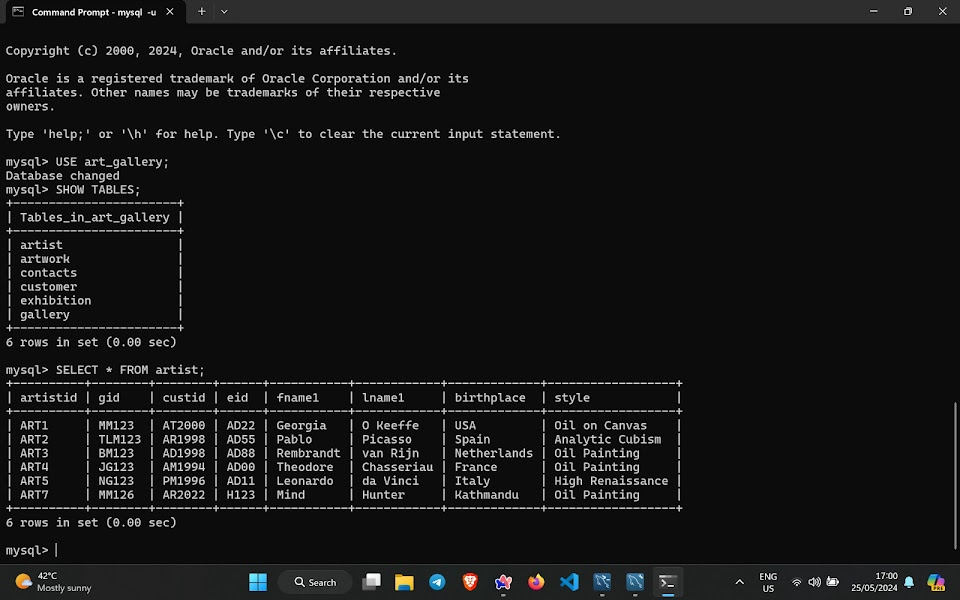 Command Prompt - mysql -u
Copyright (c) 2000, 2024, Oracle and/or its affiliates.
Oracle is a registered trademark of Oracle Corporation and/or its
affiliates. Other names may be trademarks of their respective
owners.
Type 'help;' or '\h' for help. Type '\c' to clear the current input statement.
mysql> USE art_gallery;
Database changed
mysql> SHOW TABLES;
+-----------------------+
| Tables_in_art_gallery |
+-----------------------+
| artist                |
| artwork               |
| contacts              |
| customer              |
| exhibition            |
| gallery               |
+-----------------------+
6 rows in set (0.00 sec)
mysql> SELECT * FROM artist;
+----------+--------+--------+------+-----------+------------+-------------+------------------+
| artistid | gid    | custid | eid  | fname1    | lname1     | birthplace  | style            |
+----------+--------+--------+------+-----------+------------+-------------+------------------+
| ART1     | MM123  | AT2000 | AD22 | Georgia   | O Keeffe   | USA         | Oil on Canvas    |
| ART2     | TLM123 | AR1998 | AD55 | Pablo     | Picasso    | Spain       | Analytic Cubism  |
| ART3     | BM123  | AD1998 | AD88 | Rembrandt | van Rijn   | Netherlands | Oil Painting     |
| ART4     | JG123  | AM1994 | AD00 | Theodore  | Chasseriau | France      | Oil Painting     |
| ART5     | NG123  | PM1996 | AD11 | Leonardo  | da Vinci   | Italy       | High Renaissance |
| ART7     | MM126  | AR2022 | H123 | Mind      | Hunter     | Kathmandu   | Oil Painting     |
+----------+--------+--------+------+-----------+------------+-------------+------------------+
6 rows in set (0.00 sec)
mysql>
42°C
Mostly sunny
Search
ENG
US
17:00
25/05/2024